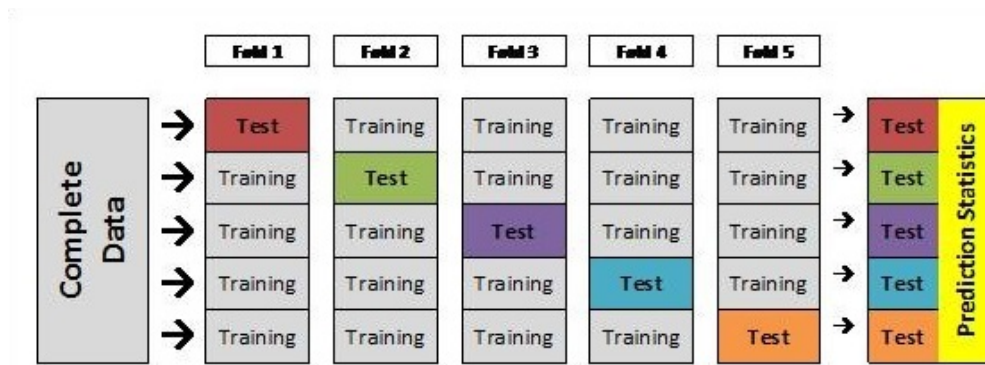 Fold 1 Fold 2 Fold 3 Fold 4 Fold 5
Complete
Data
Test Training Training Training Training Test
Training Test Training Training Training Test
Training Training Test Training Training Test
Training Training Training Test Training Test
Training Training Training Training Test Test
Prediction Statistics